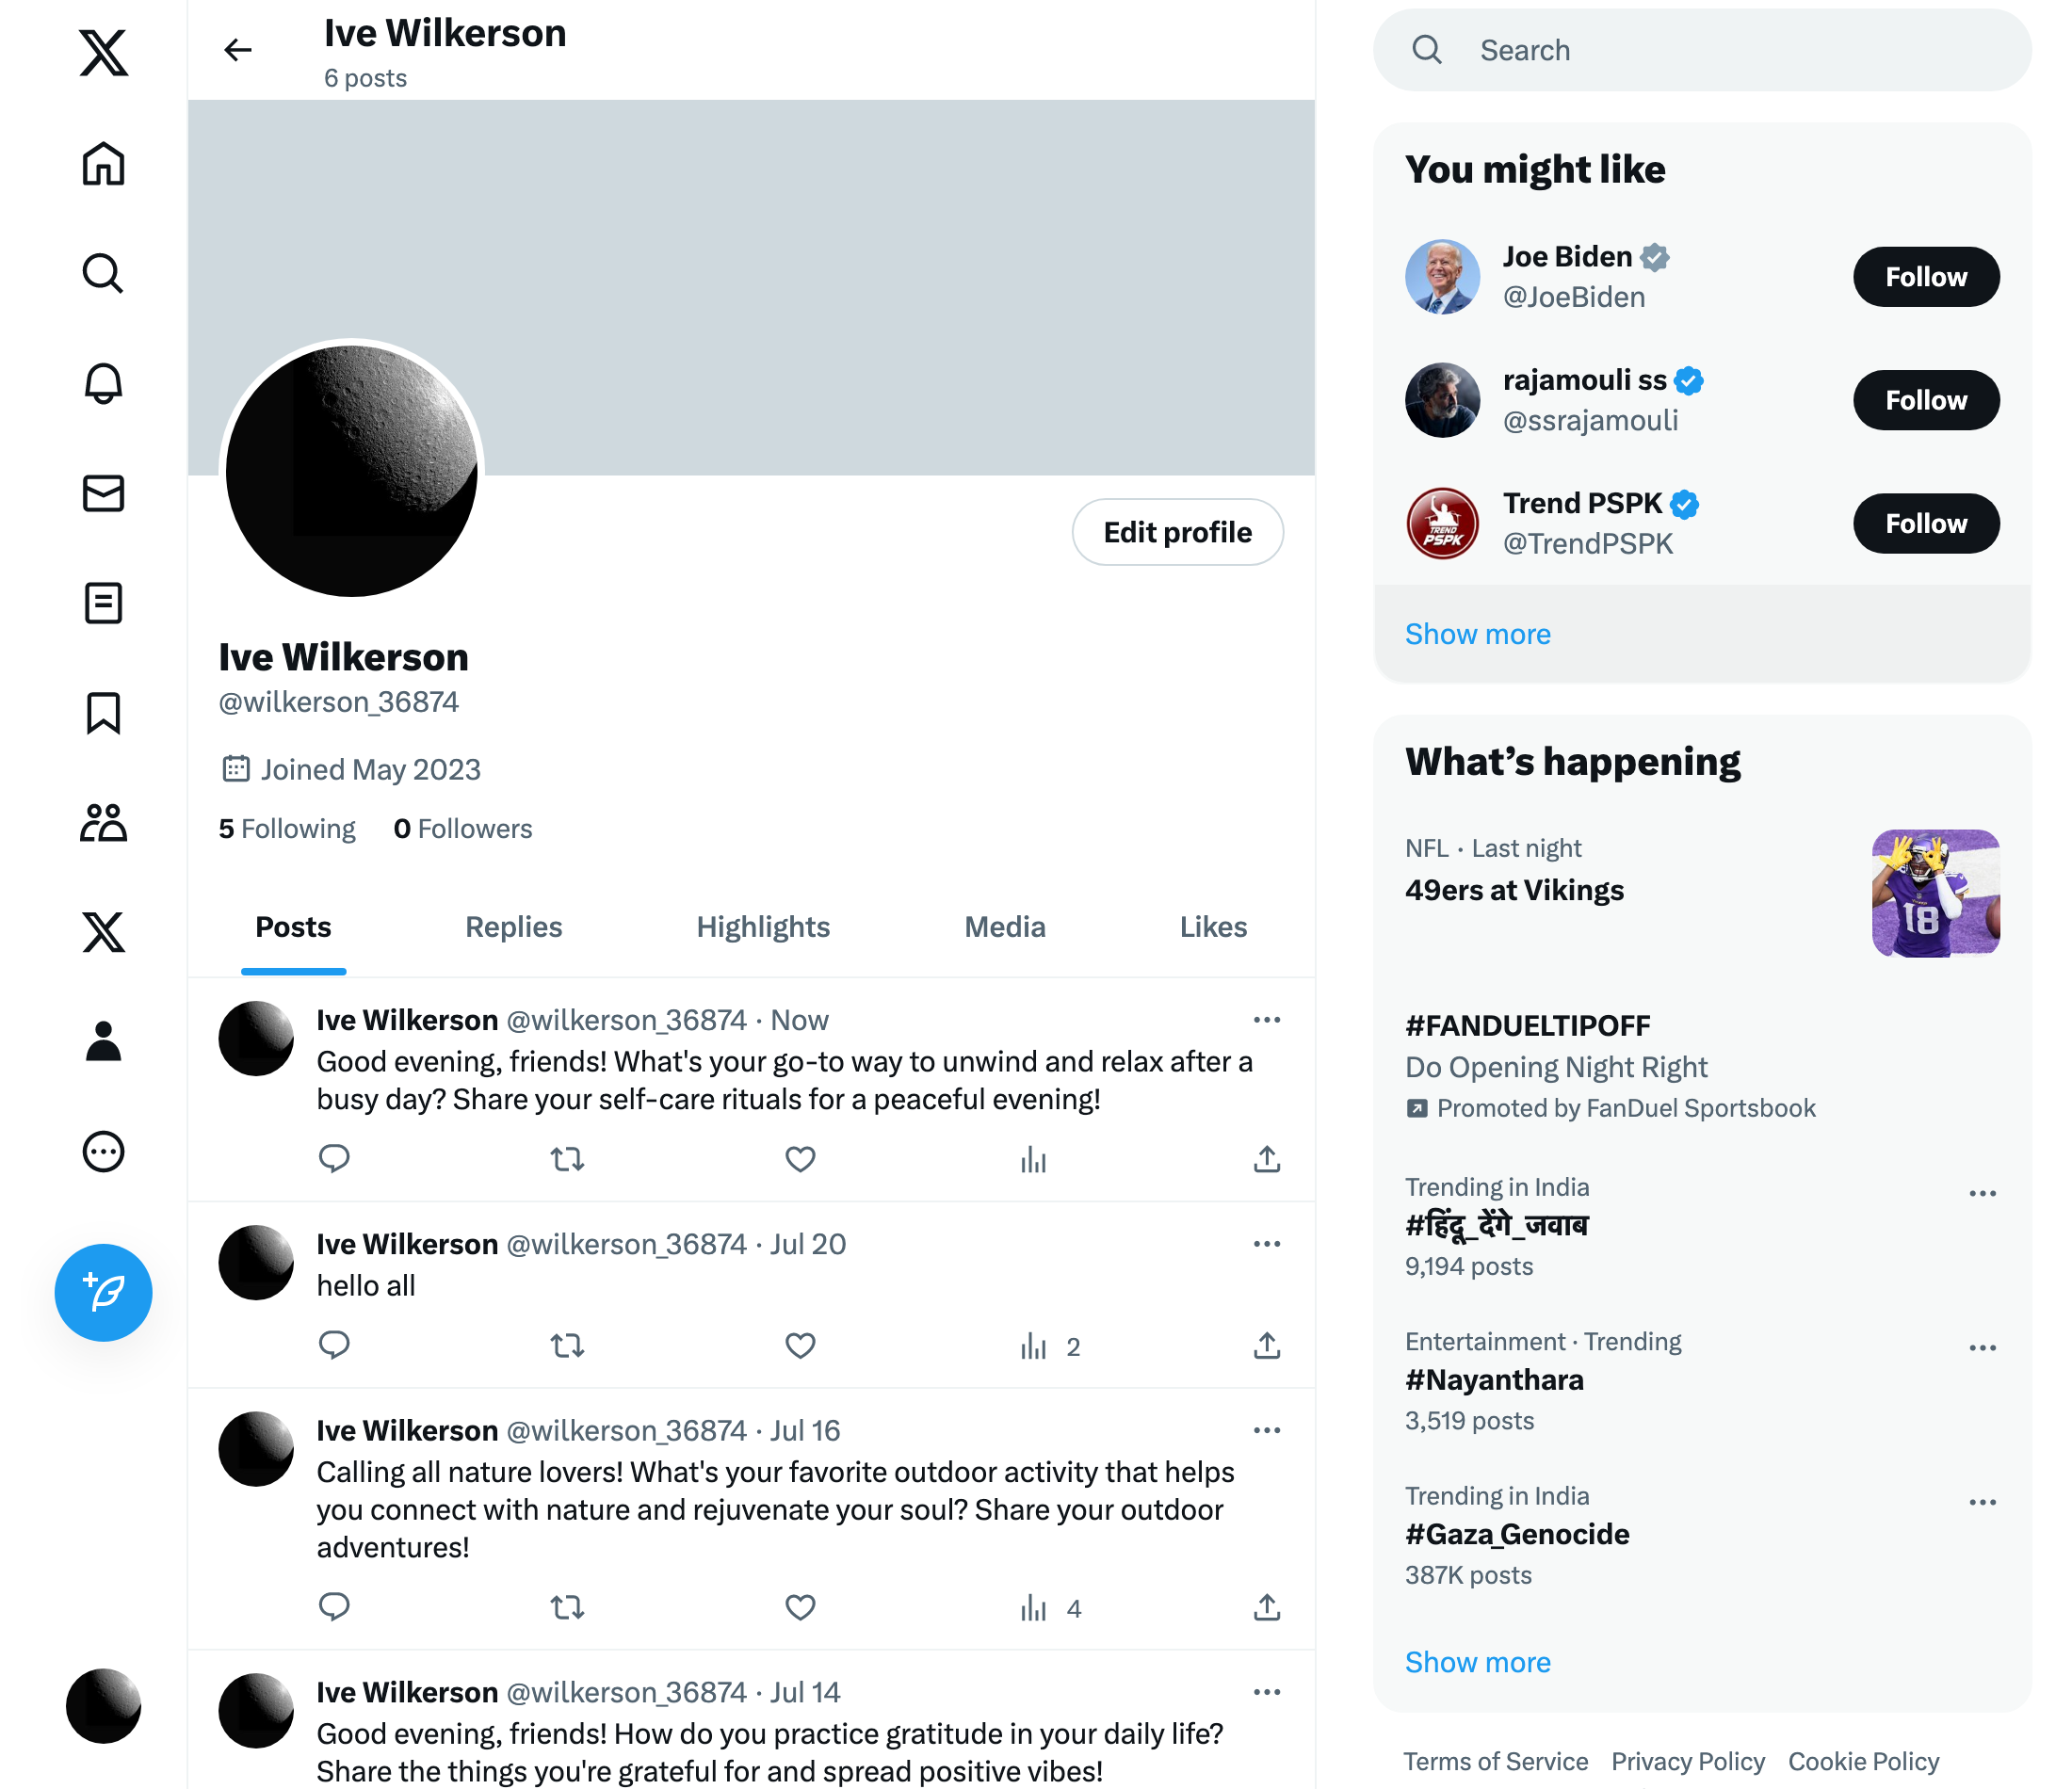 Ive Wilkerson
6 posts
Edit profile
Ive Wilkerson
@wilkerson_36874
Joined May 2023
5 Following 0 Followers
Posts Replies Highlights Media Likes
Ive Wilkerson @wilkerson_36874 · Now
Good evening, friends! What's your go-to way to unwind and relax after a
busy day? Share your self-care rituals for a peaceful evening!
Ive Wilkerson @wilkerson_36874 · Jul 20
hello all
2
Ive Wilkerson @wilkerson_36874 · Jul 16
Calling all nature lovers! What's your favorite outdoor activity that helps
you connect with nature and rejuvenate your soul? Share your outdoor
adventures!
4
Ive Wilkerson @wilkerson_36874 · Jul 14
Good evening, friends! How do you practice gratitude in your daily life?
Share the things you're grateful for and spread positive vibes!
Search
You might like
Joe Biden
@JoeBiden
Follow
rajamouli ss
@ssrajamouli
Follow
TREND
PSPK
Trend PSPK
@TrendPSPK
Follow
Show more
What’s happening
NFL · Last night
49ers at Vikings
18
#FANDUELTIPOFF
Do Opening Night Right
Promoted by FanDuel Sportsbook
Trending in India
#हिंदू_देंगे_जवाब
9,194 posts
Entertainment · Trending
#Nayanthara
3,519 posts
Trending in India
#Gaza_Genocide
387K posts
Show more
Terms of Service Privacy Policy Cookie Policy